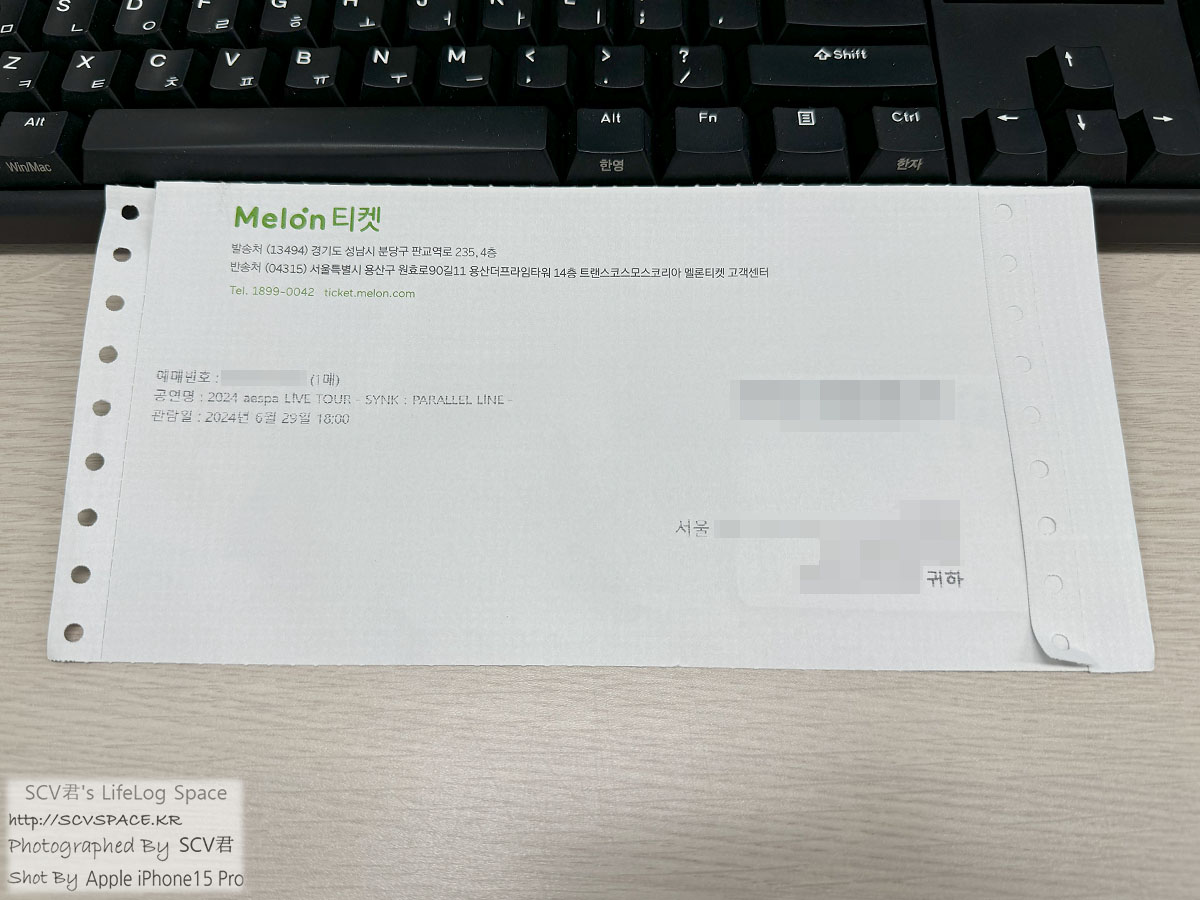 S D F G
ㄴ ㅇ ㄹ ㅎ ㅗ ㅓ ㅏ ㅣ
Z X C V B N M < > ? Shift
ㅋ ㅌ ㅊ ㅍ ㅠ ㅜ ㅡ , . /
Alt Alt Fn Ctrl
Win/Mac 한영 한자
Melon 티켓
발송처 (13494) 경기도 성남시 분당구 판교역로 235, 4층
반송처 (04315) 서울특별시 용산구 원효로90길11 용산더프라임타워 14층 트랜스코스모스코리아 멜론티켓 고객센터
Tel. 1899-0042 ticket.melon.com
예매번호 : (1매)
공연명 : 2024 aespa LIVE TOUR - SYNK : PARALLEL LINE -
관람일 : 2024년 6월 29일 18:00
서울
귀하
SCV君's LifeLog Space
http://SCVSPACE.KR
Photographed By SCV君
Shot By Apple iPhone15 Pro